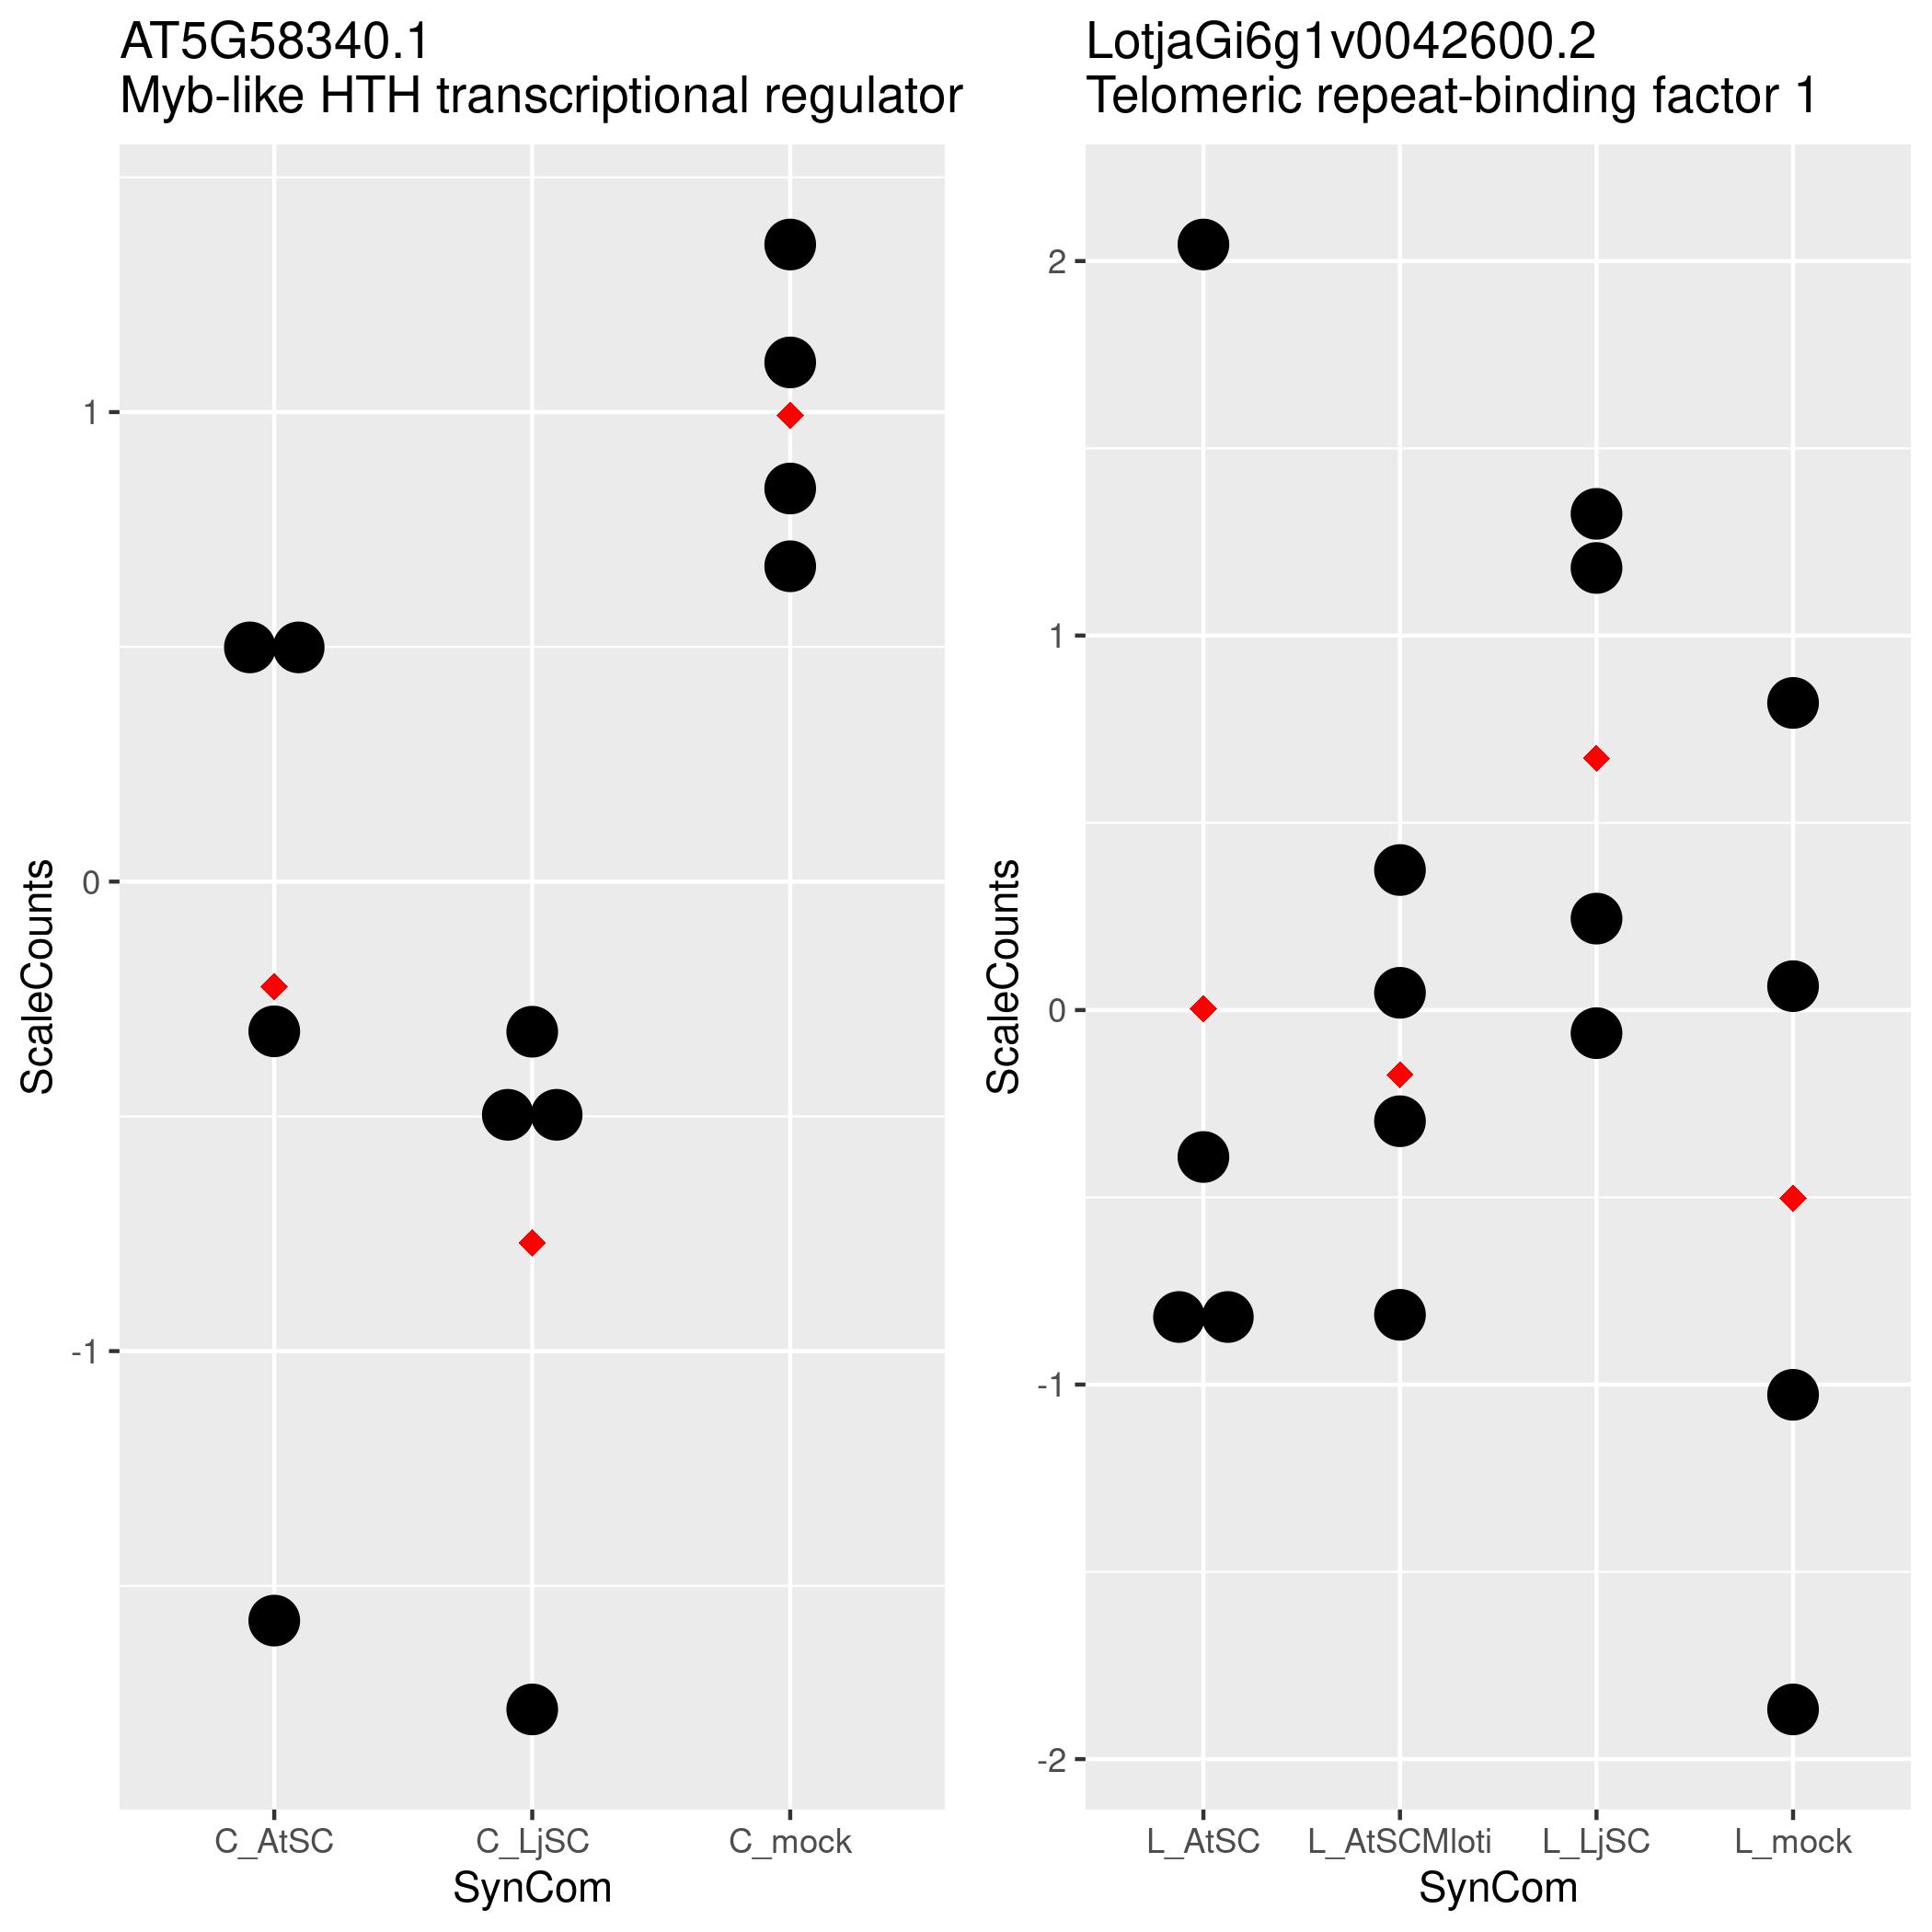 AT5G58340.1
Myb-like HTH transcriptional regulator
ScaleCounts
1
0
-1
C_AtSC C_LjSC C_mock
SynCom
LotjaGi6g1v0042600.2
Telomeric repeat-binding factor 1
ScaleCounts
2
1
0
-1
-2
L_AtSC L_AtSCMloti L_LjSC L_mock
SynCom